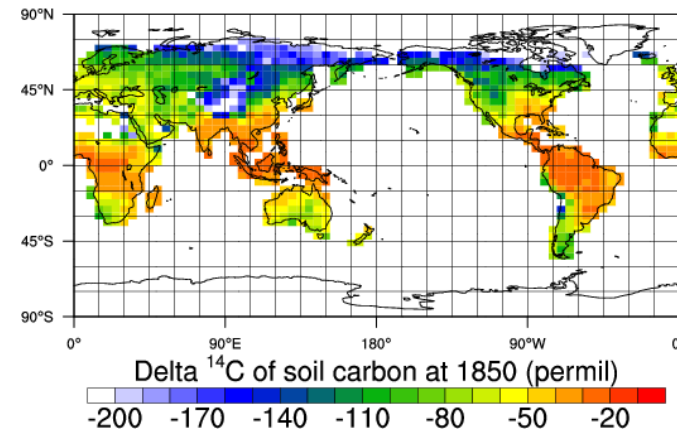 90°N
45°N
0°
45°S
90°S
0° 90°E 180° 90°W 0
Delta ¹⁴C of soil carbon at 1850 (permil)
-200 -170 -140 -110 -80 -50 -20